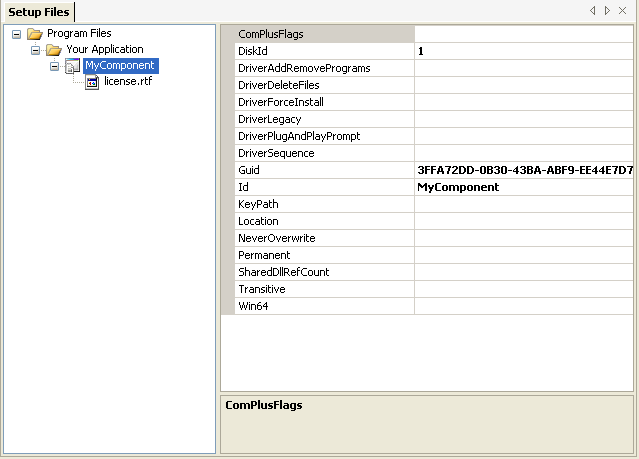 Setup Files
Program Files
Your Application
MyComponent
license.rtf
ComPlusFlags
DiskId 1
DriverAddRemovePrograms
DriverDeleteFiles
DriverForceInstall
DriverLegacy
DriverPlugAndPlayPrompt
DriverSequence
Guid 3FFA72DD-0B30-43BA-ABF9-EE44E7D7
Id MyComponent
KeyPath
Location
NeverOverwrite
Permanent
SharedDllRefCount
Transitive
Win64
ComPlusFlags